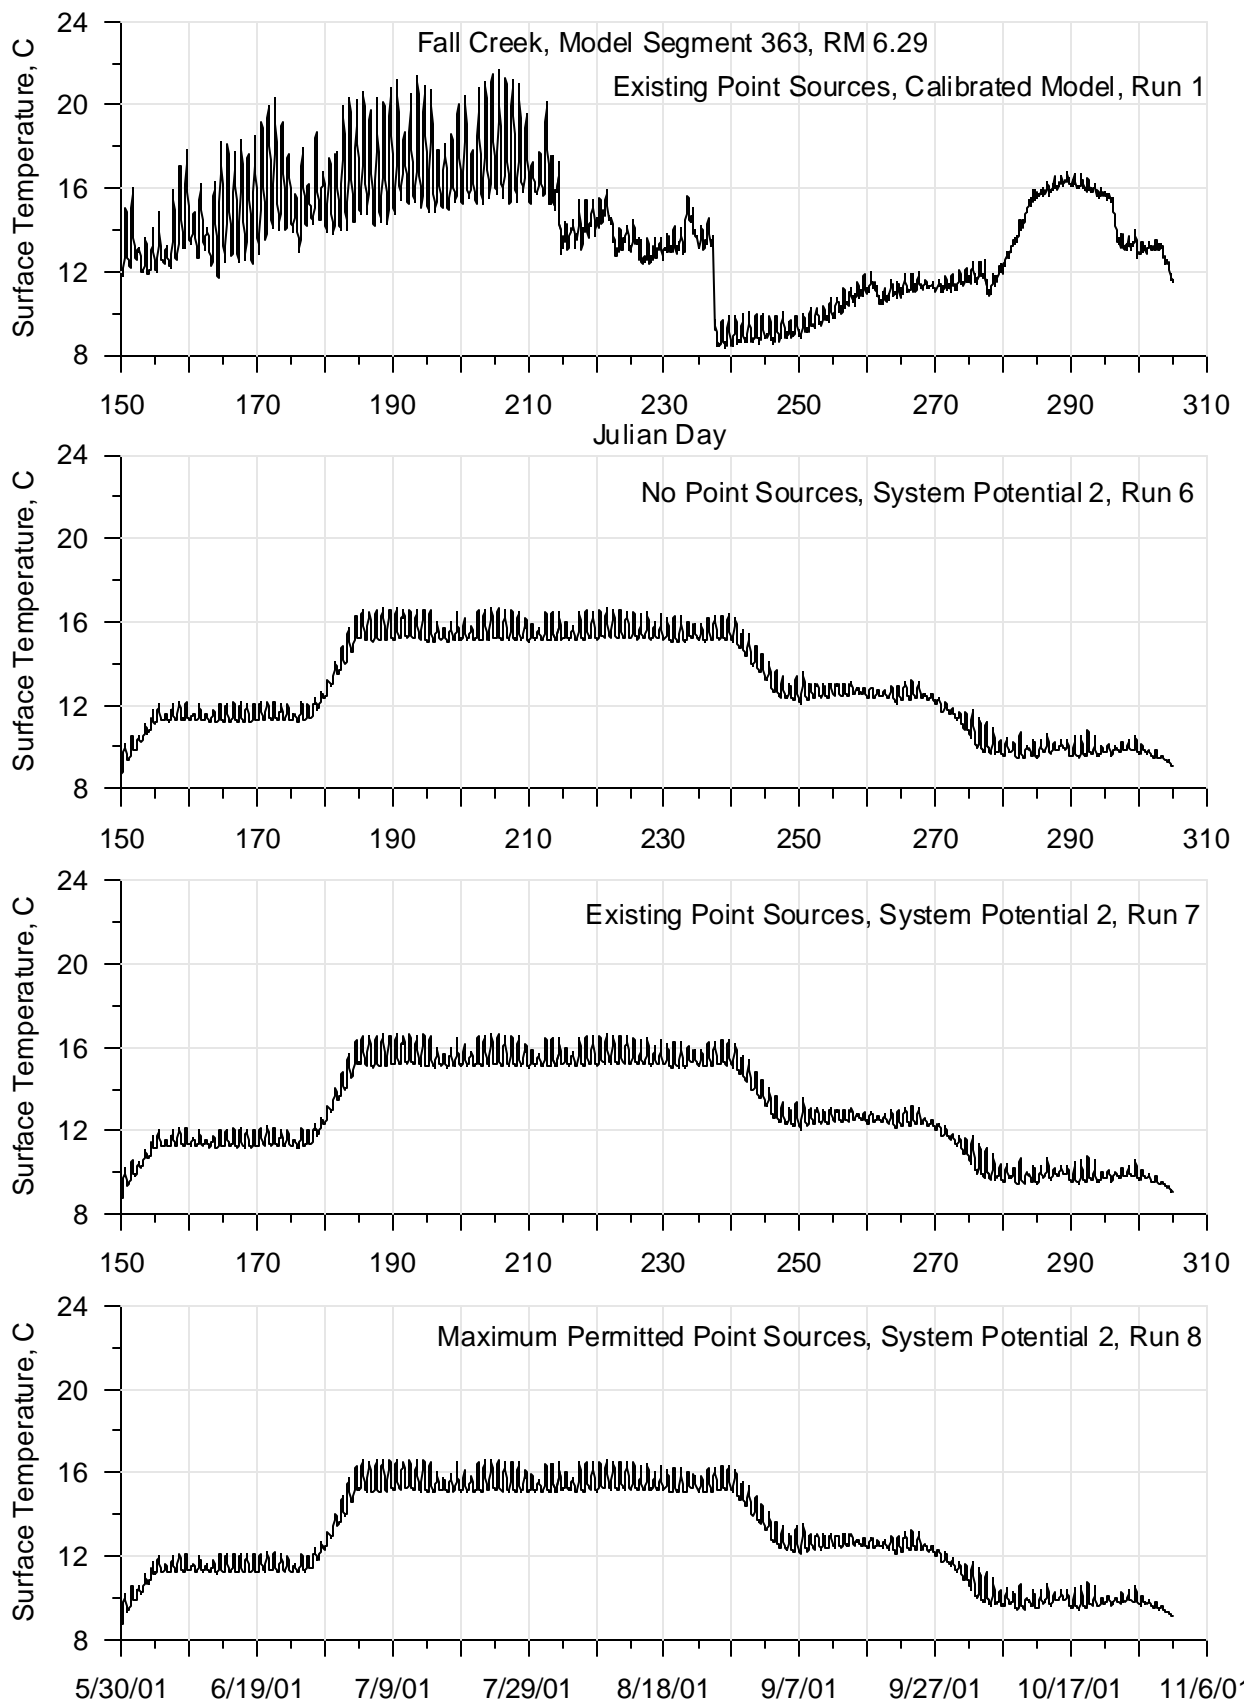 24
Fall Creek, Model Segment 363, RM 6.29
Existing Point Sources, Calibrated Model, Run 1
20
16
12
8
Surface Temperature, C
150 170 190 210 230 250 270 290 310
Julian Day
24
No Point Sources, System Potential 2, Run 6
20
16
12
8
Surface Temperature, C
150 170 190 210 230 250 270 290 310
24
Existing Point Sources, System Potential 2, Run 7
20
16
12
8
Surface Temperature, C
150 170 190 210 230 250 270 290 310
24
Maximum Permitted Point Sources, System Potential 2, Run 8
20
16
12
8
Surface Temperature, C
5/30/01 6/19/01 7/9/01 7/29/01 8/18/01 9/7/01 9/27/01 10/17/01 11/6/01